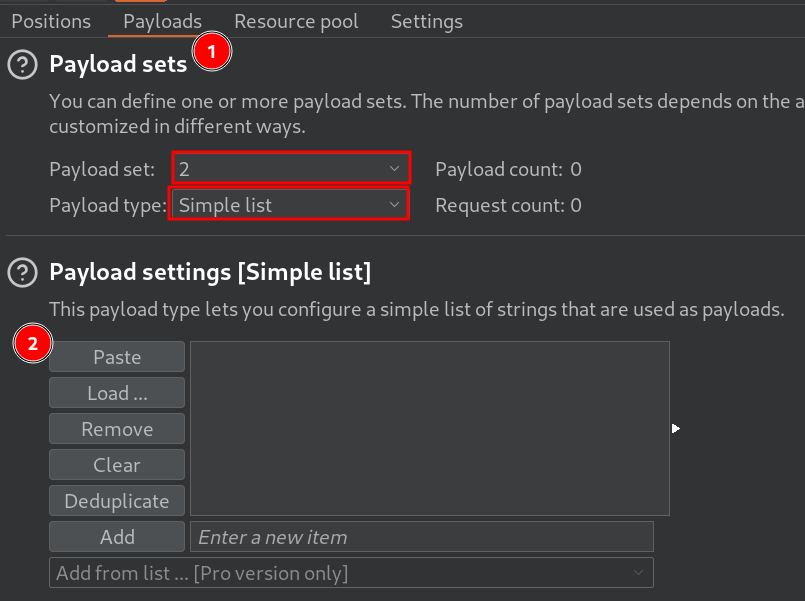 Positions Payloads Resource pool Settings
1
Payload sets
You can define one or more payload sets. The number of payload sets depends on the a
customized in different ways.
Payload set: 2 Payload count: 0
Payload type: Simple list Request count: 0
Payload settings [Simple list]
This payload type lets you configure a simple list of strings that are used as payloads.
2
Paste
Load ...
Remove
Clear
Deduplicate
Add Enter a new item
Add from list ... [Pro version only]